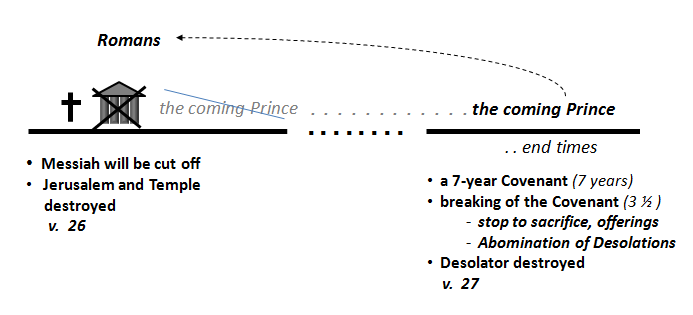 Romans
the coming Prince . . . . . . . . . . . . . the coming Prince
. . end times
• Messiah will be cut off
• Jerusalem and Temple
destroyed
v. 26
• a 7-year Covenant (7 years)
• breaking of the Covenant (3 ½ )
- stop to sacrifice, offerings
- Abomination of Desolations
• Desolator destroyed
v. 27